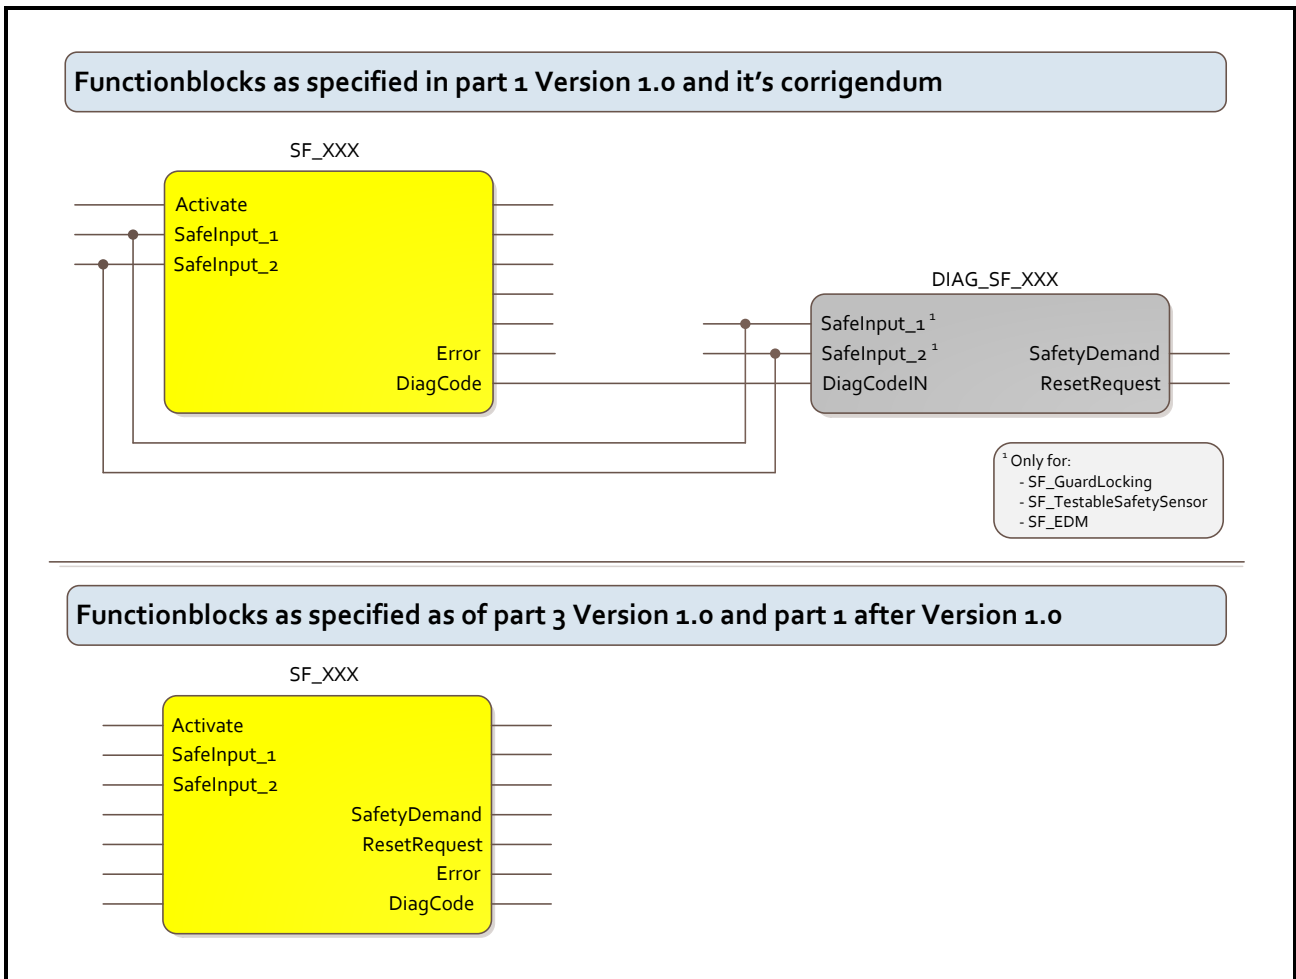 Functionblocks as specified in part 1 Version 1.0 and it’s corrigendum
SF_XXX
Activate
SafeInput_1
SafeInput_2
Error
DiagCode
DIAG_SF_XXX
SafeInput_1 ¹
SafeInput_2 ¹
SafetyDemand
DiagCodeIN
ResetRequest
¹ Only for:
- SF_GuardLocking
- SF_TestableSafetySensor
- SF_EDM
Functionblocks as specified as of part 3 Version 1.0 and part 1 after Version 1.0
SF_XXX
Activate
SafeInput_1
SafeInput_2
SafetyDemand
ResetRequest
Error
DiagCode